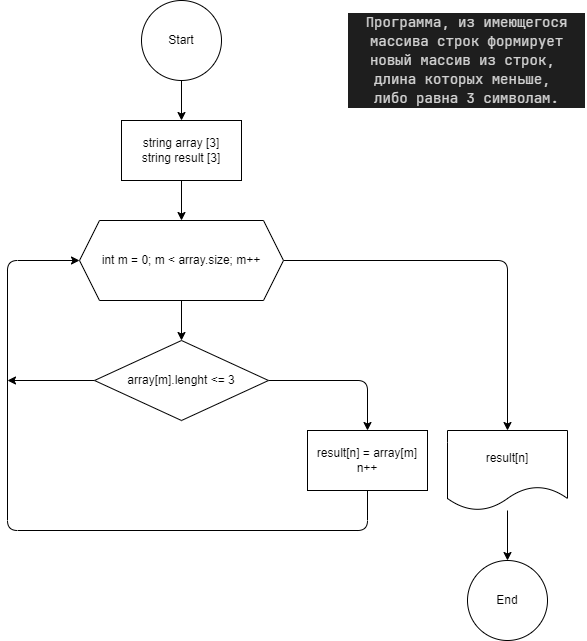 Start
Программа, из имеющегося
массива строк формирует
новый массив из строк,
длина которых меньше,
либо равна 3 символам.
string array [3]
string result [3]
int m = 0; m < array.size; m++
array[m].lenght <= 3
result[n] = array[m]
n++
result[n]
End